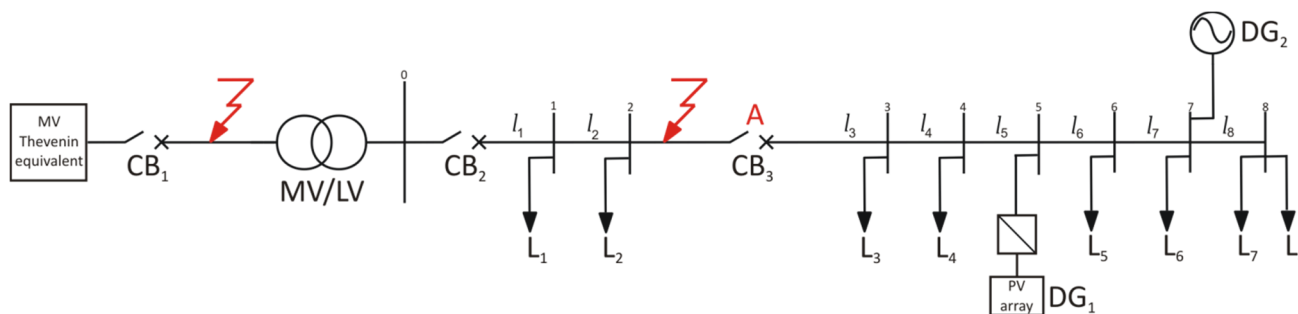 MV
Thevenin
equivalent
CB₁
MV/LV
0
CB₂
l₁
1
l₂
2
A
CB₃
l₃
3
l₄
4
l₅
5
l₆
6
l₇
7
l₈
8
DG₂
L₁
L₂
L₃
L₄
L₅
L₆
L₇
L
PV
array
DG₁